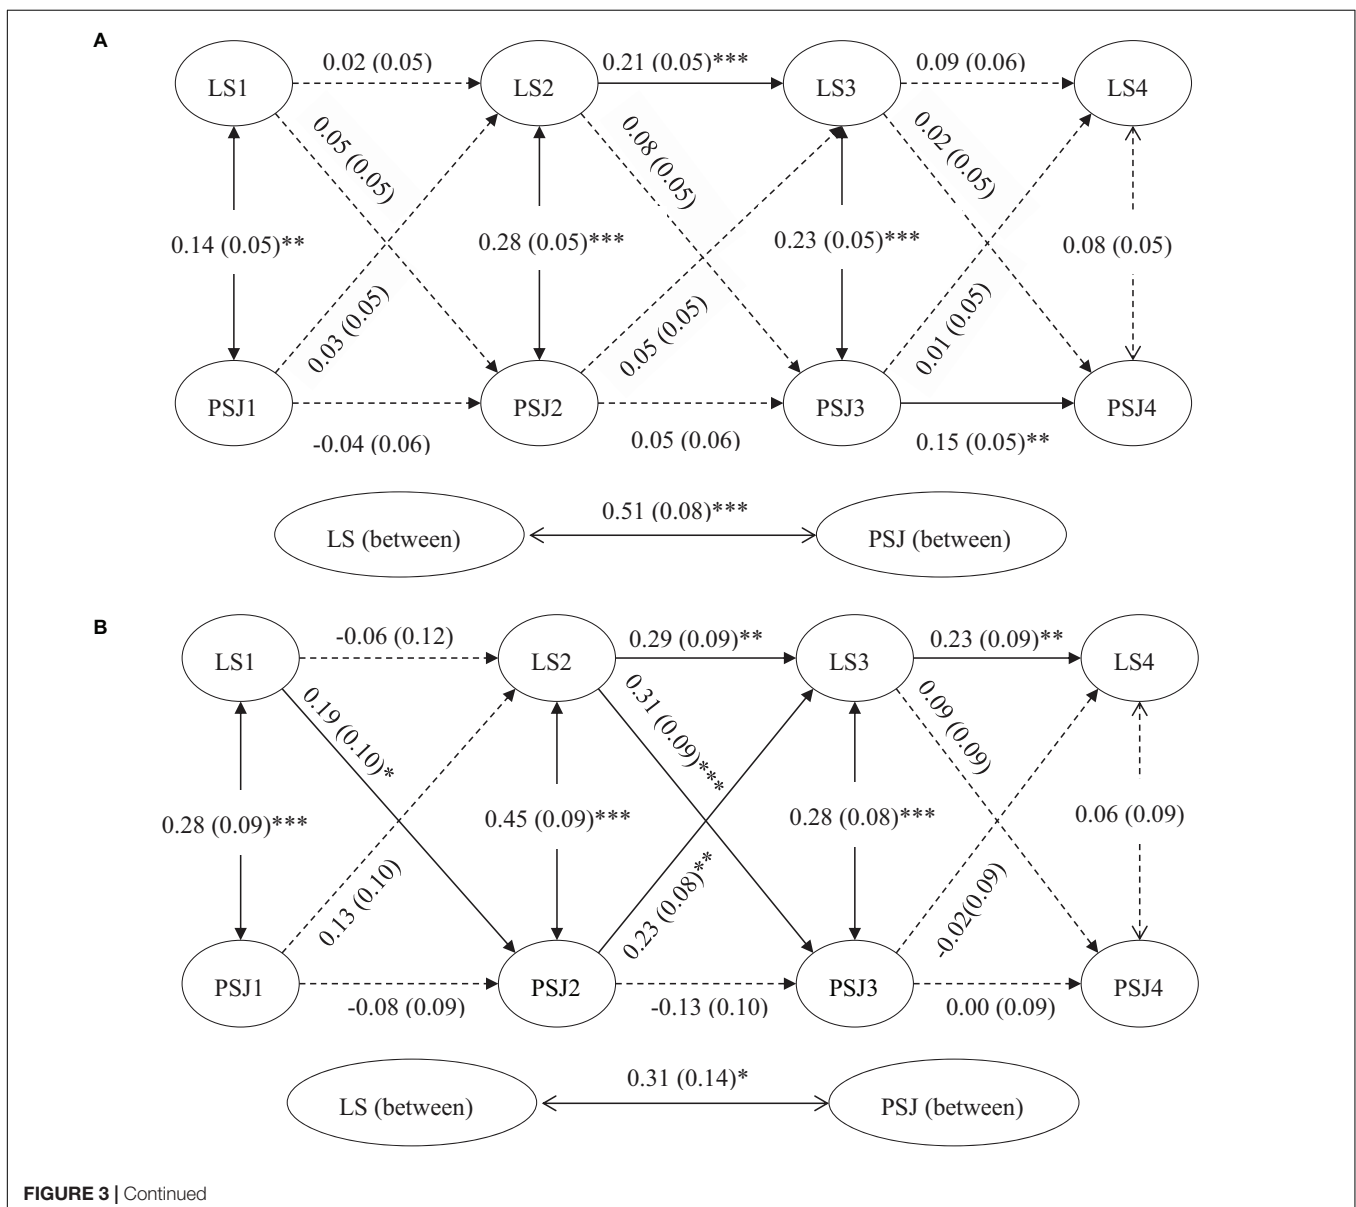 A
LS1
0.02 (0.05)
LS2
0.21 (0.05)***
LS3
0.09 (0.06)
LS4
0.05 (0.05)
0.08 (0.05)
0.02 (0.05)
0.14 (0.05)**
0.28 (0.05)***
0.23 (0.05)***
0.08 (0.05)
0.03 (0.05)
0.05 (0.05)
0.01 (0.05)
PSJ1
-0.04 (0.06)
PSJ2
0.05 (0.06)
PSJ3
0.15 (0.05)**
PSJ4
LS (between)
0.51 (0.08)***
PSJ (between)
B
LS1
-0.06 (0.12)
LS2
0.29 (0.09)**
LS3
0.23 (0.09)**
LS4
0.19 (0.10)*
0.31 (0.09)***
0.09 (0.09)
0.28 (0.09)***
0.45 (0.09)***
0.28 (0.08)***
0.06 (0.09)
0.13 (0.10)
0.23 (0.08)**
-0.02(0.09)
PSJ1
-0.08 (0.09)
PSJ2
-0.13 (0.10)
PSJ3
0.00 (0.09)
PSJ4
LS (between)
0.31 (0.14)*
PSJ (between)
FIGURE 3 | Continued